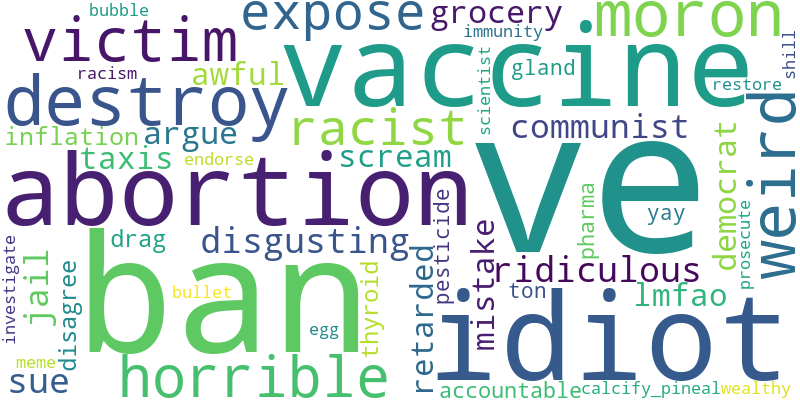 bubble
expose
grocery
moron
victim
immunity
racism
awful
vaccine
gland
scientist
shill
restore
destroy
weird
inflation
argue
racist
communist
taxis
endorse
scream
ve
democrat
abortion
pharma
yay
prosecute
drag
disgusting
pesticide
mistake
ridiculous
investigate
jail
disagree
ban
bullet
egg
thyroid
retarded
ton
lmfao
idiot
meme
sue
horrible
accountable
calcify_pineal
wealthy